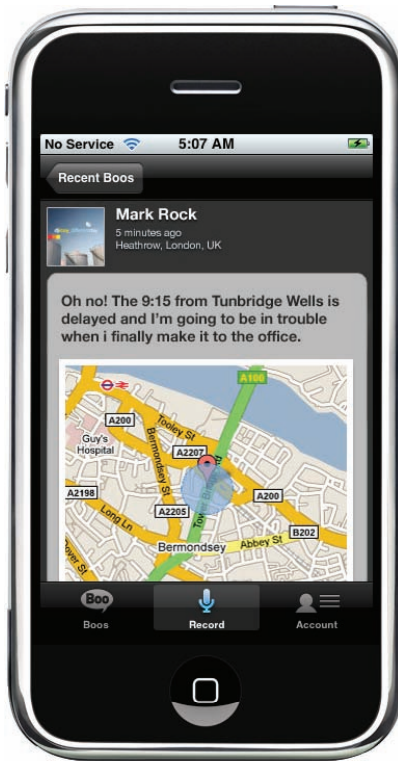 No Service 5:07 AM
Recent Boos
Mark Rock
5 minutes ago
Heathrow, London, UK
Oh no! The 9:15 from Tunbridge Wells is
delayed and I'm going to be in trouble
when i finally make it to the office.
A100
Tooley St
A200
Guy's
Hospital
Bermondsey St
A2207
A2198
A2205
A200
Long Ln
B202
Bermondsey
Abbey St
Boo
Boos
Record
Account